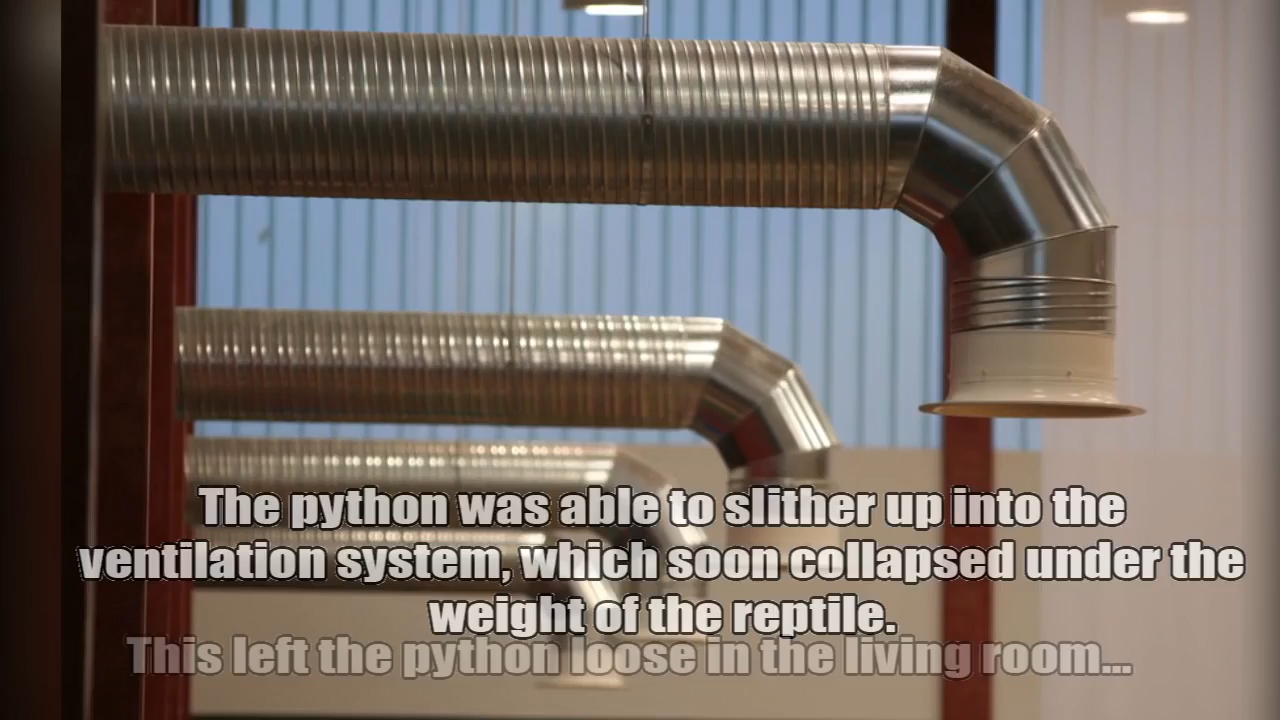 The python was able to slither up into the
ventilation system, which soon collapsed under the
weight of the reptile.
This left the python loose in the living room...